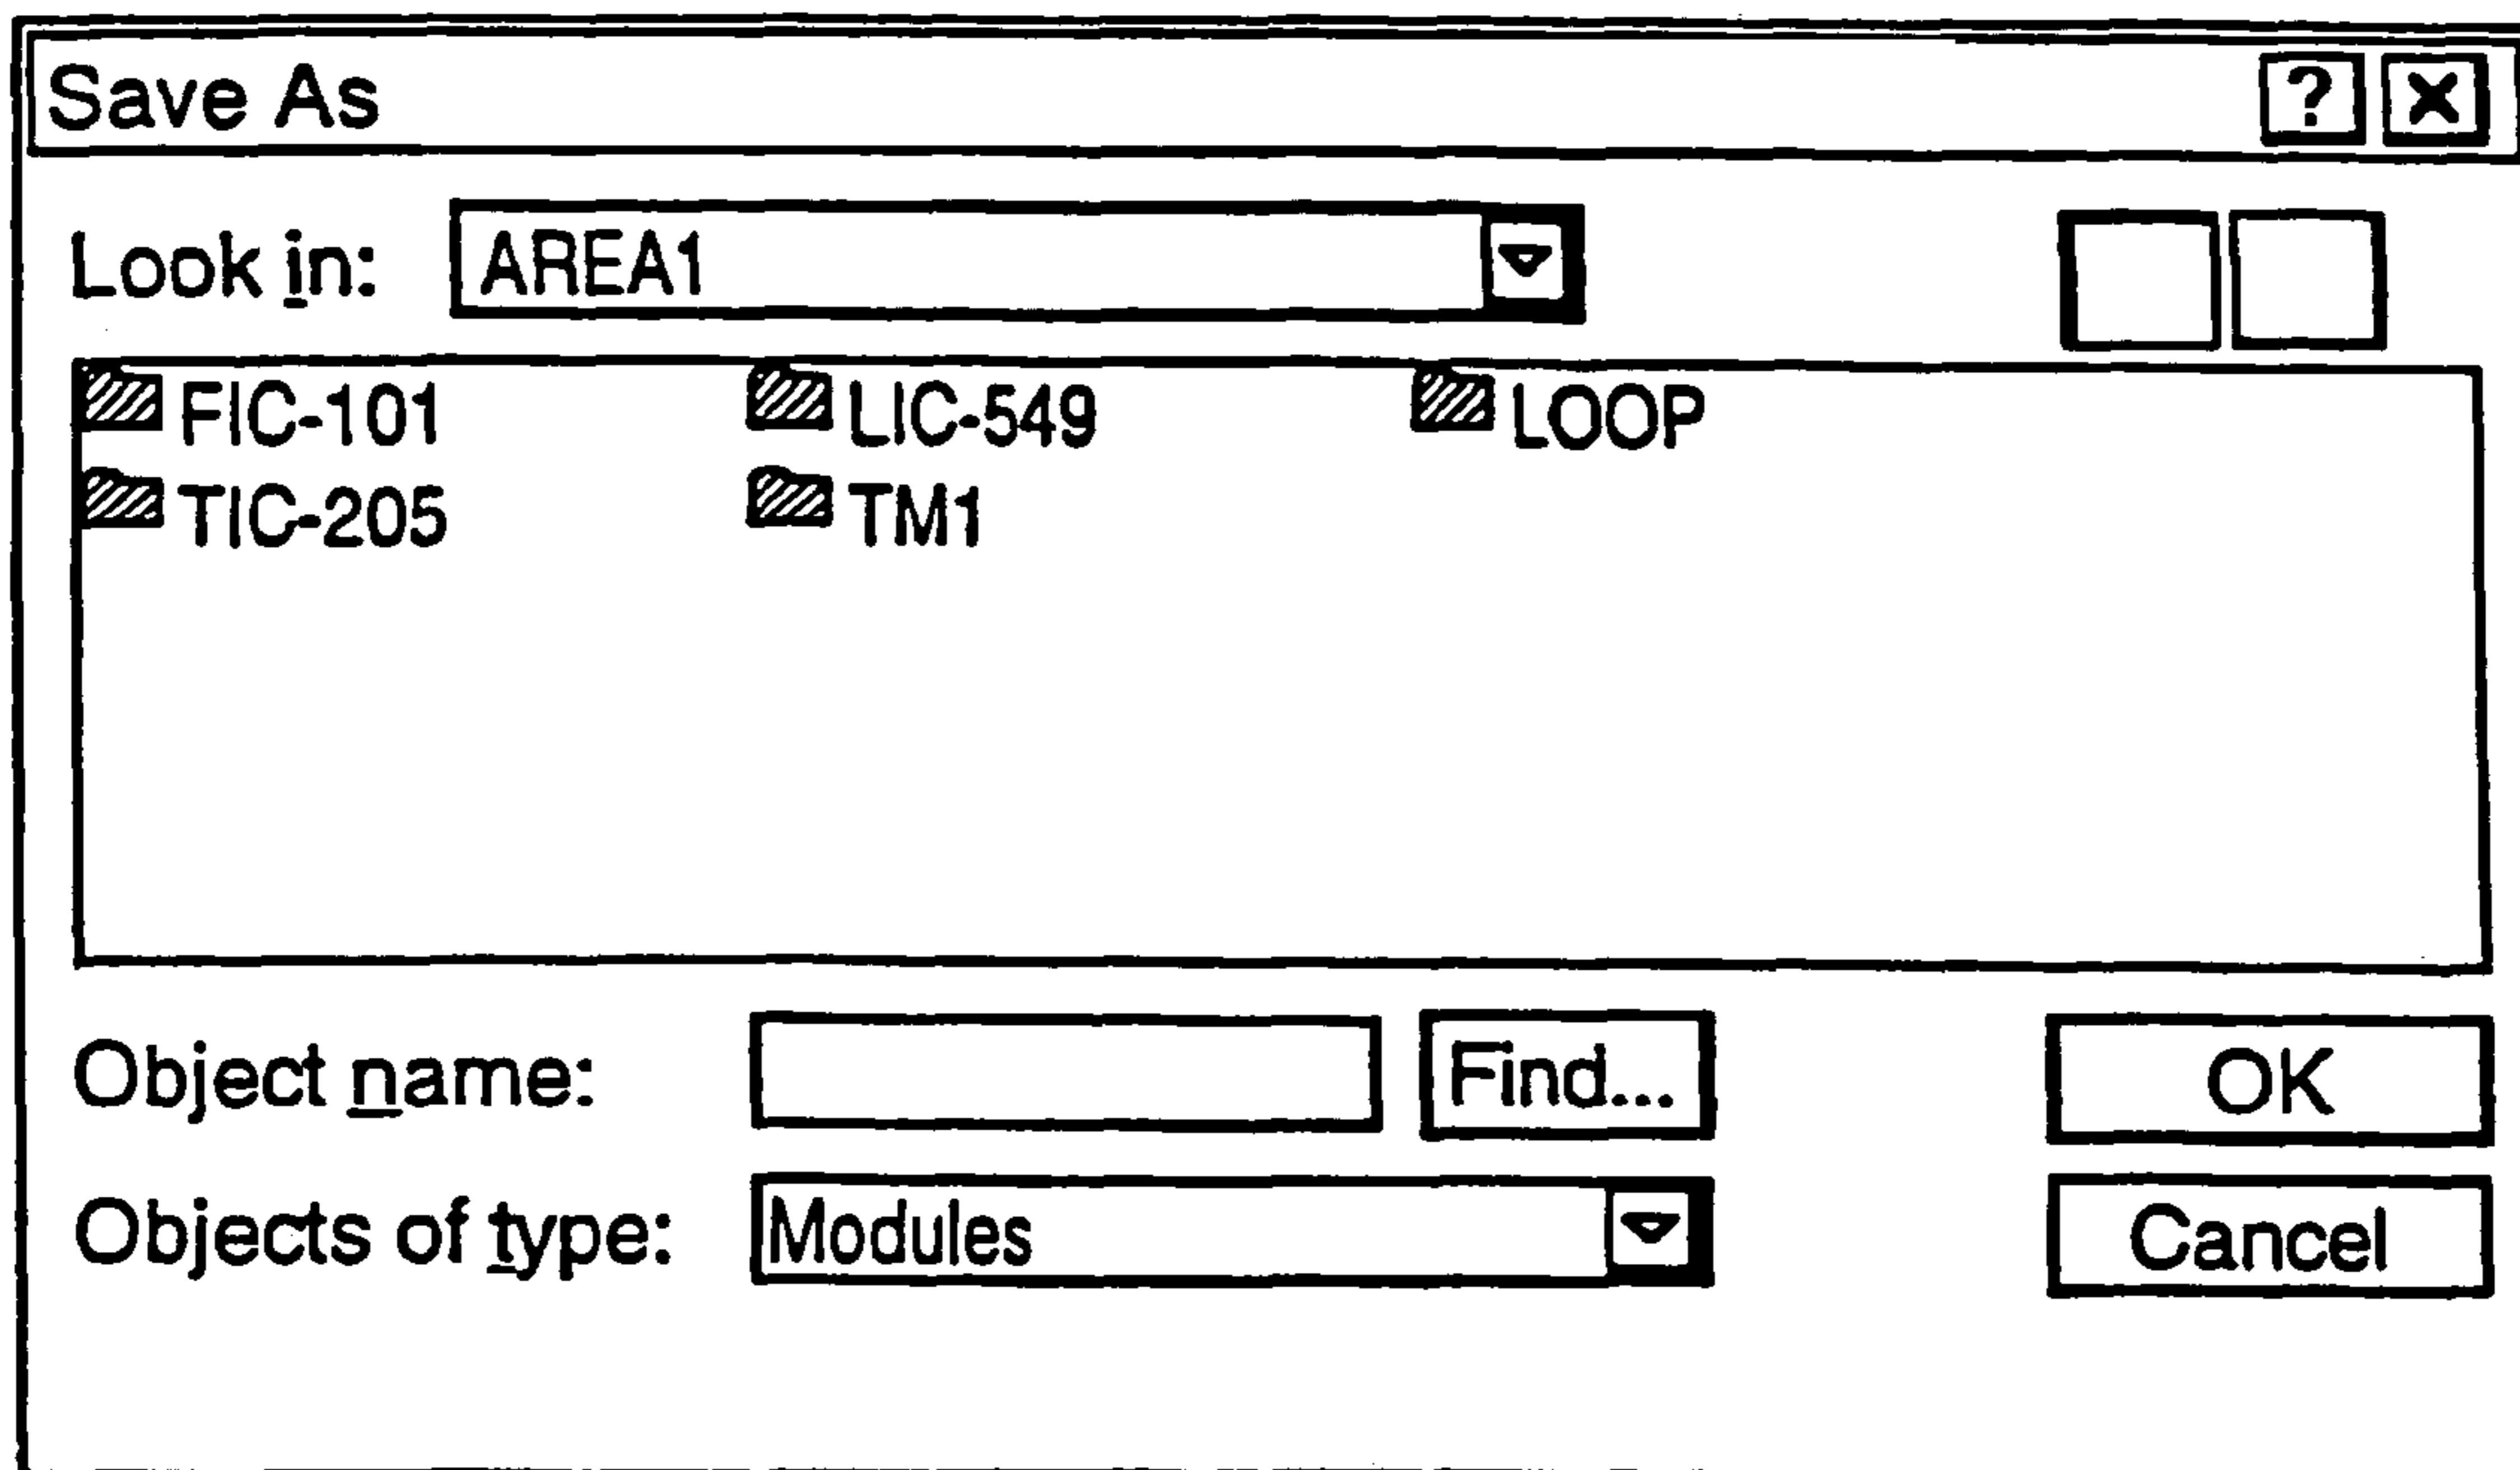 Save As ? ×
Look in: AREA1
FIC-101 LIC-549 LOOP
TIC-205 TM1
Object name: Find... OK
Objects of type: Modules Cancel